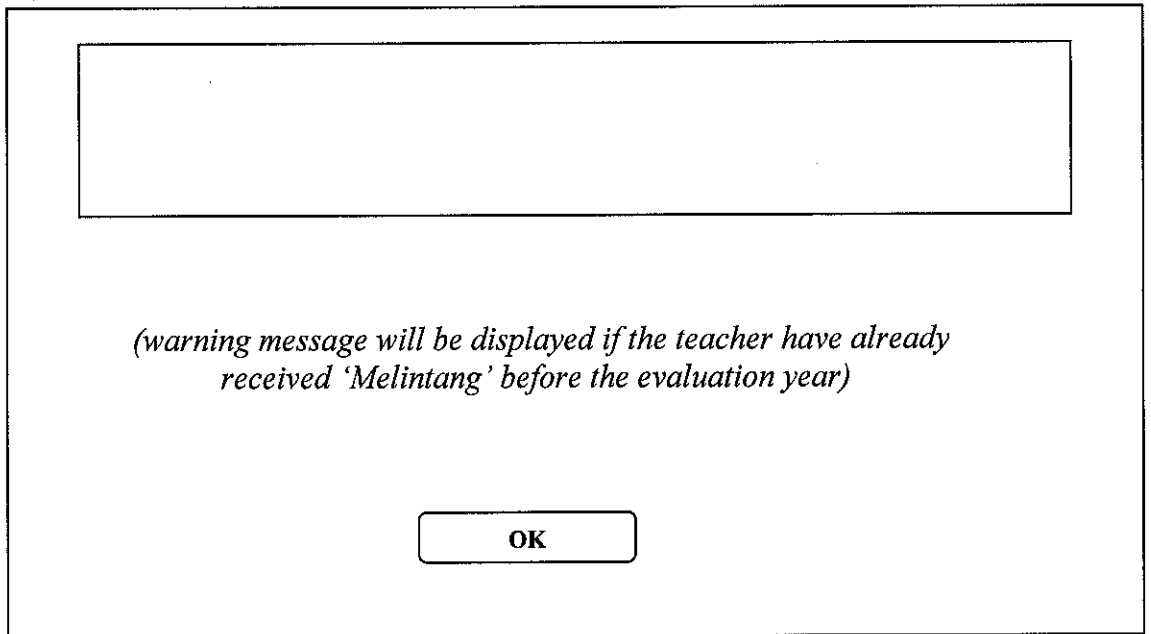 (warning message will be displayed if the teacher have already
received ‘Melintang’ before the evaluation year)
OK